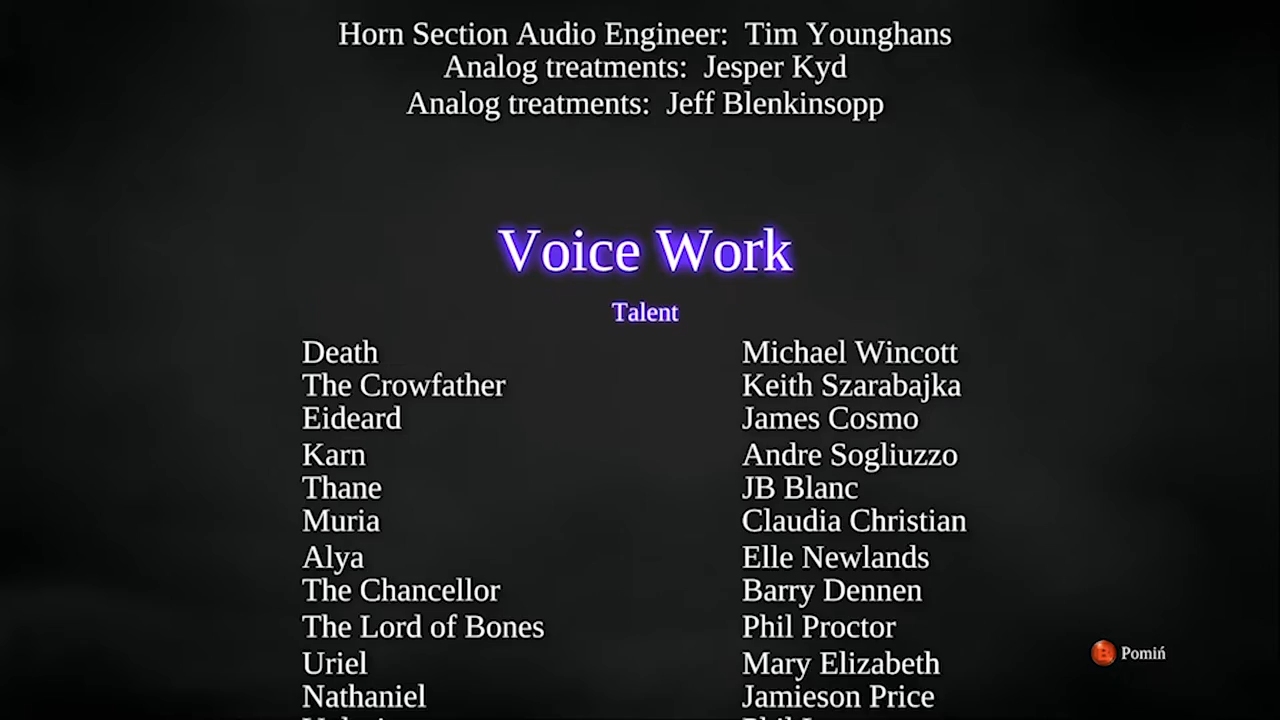 Horn Section Audio Engineer: Tim Younghans
Analog treatments: Jesper Kyd
Analog treatments: Jeff Blenkinsopp
Voice Work
Talent
Death Michael Wincott
The Crowfather Keith Szarabajka
Eideard James Cosmo
Karn Andre Sogliuzzo
Thane JB Blanc
Muria Claudia Christian
Alya Elle Newlands
The Chancellor Barry Dennen
The Lord of Bones Phil Proctor
Uriel Mary Elizabeth
B Pomiń
Nathaniel Jamieson Price